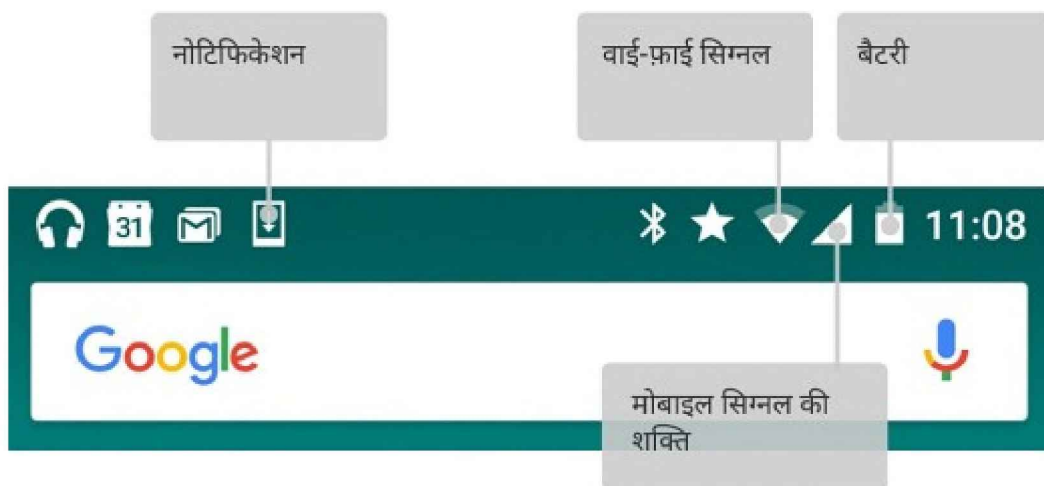 नोटिफिकेशन
वाई-फ़ाई सिग्नल
बैटरी
31
11:08
Google
मोबाइल सिग्नल की
शक्ति